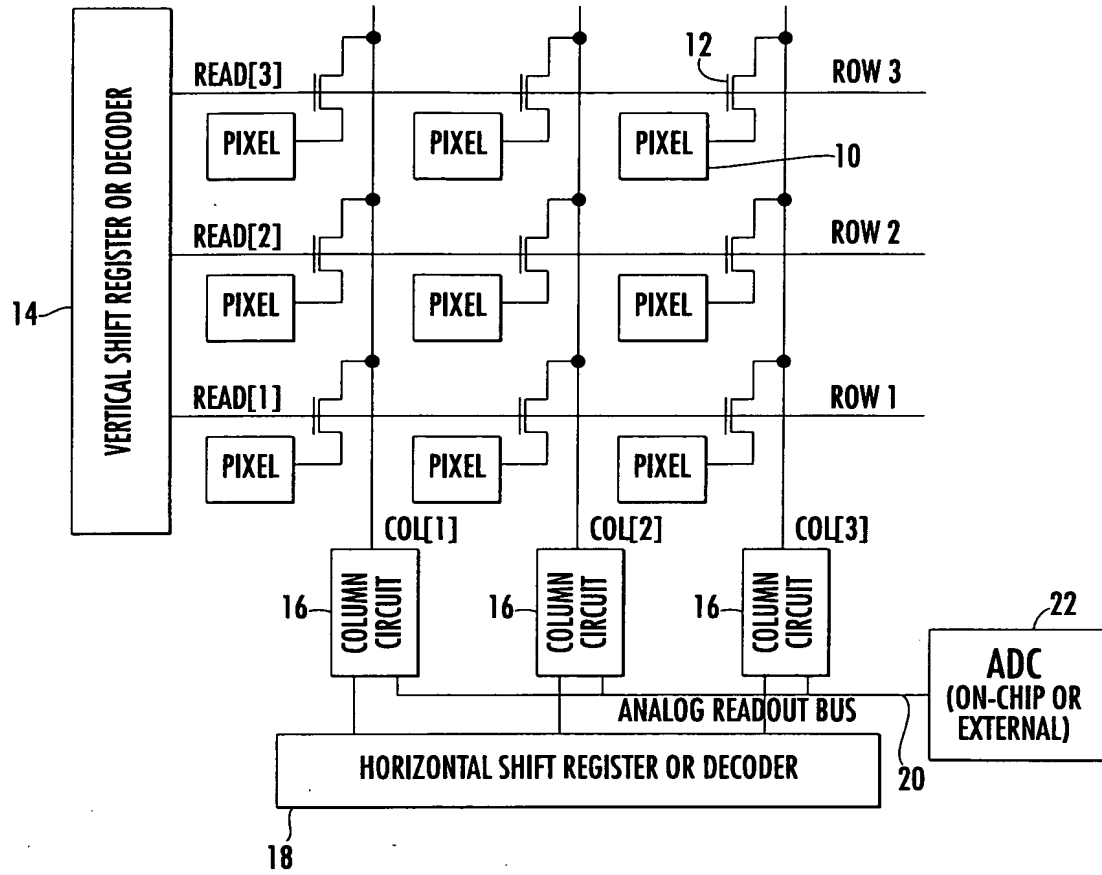 12
READ[3]
ROW 3
PIXEL
PIXEL
PIXEL
10
VERTICAL SHIFT REGISTER OR DECODER
READ[2]
ROW 2
14
PIXEL
PIXEL
PIXEL
READ[1]
ROW 1
PIXEL
PIXEL
PIXEL
COL[1]
COL[2]
COL[3]
16
COLUMN
CIRCUIT
16
COLUMN
CIRCUIT
16
COLUMN
CIRCUIT
22
ADC
(ON-CHIP OR
EXTERNAL)
ANALOG READOUT BUS
20
HORIZONTAL SHIFT REGISTER OR DECODER
18